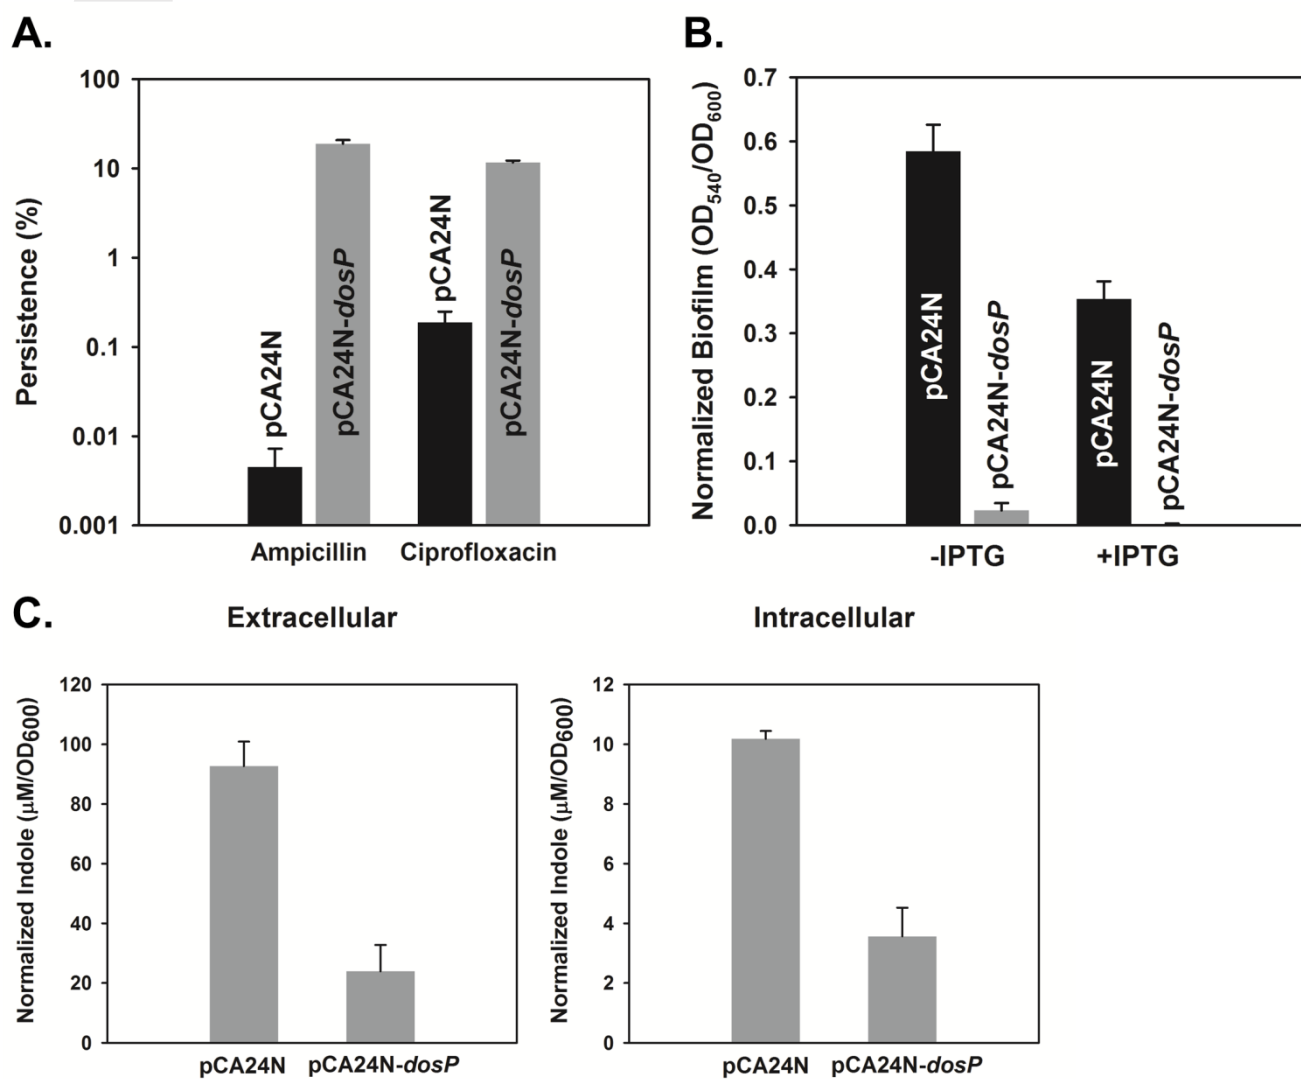 A.
Persistence (%)
100
10
1
0.1
0.01
0.001
pCA24N
pCA24N-dosP
pCA24N
pCA24N-dosP
Ampicillin
Ciprofloxacin
B.
Normalized Biofilm (OD540/OD600)
0.7
0.6
0.5
0.4
0.3
0.2
0.1
0.0
pCA24N
pCA24N-dosP
pCA24N
pCA24N-dosP
-IPTG
+IPTG
C.
Extracellular
Normalized Indole (µM/OD600)
120
100
80
60
40
20
0
pCA24N
pCA24N-dosP
Intracellular
Normalized Indole (µM/OD600)
12
10
8
6
4
2
0
pCA24N
pCA24N-dosP